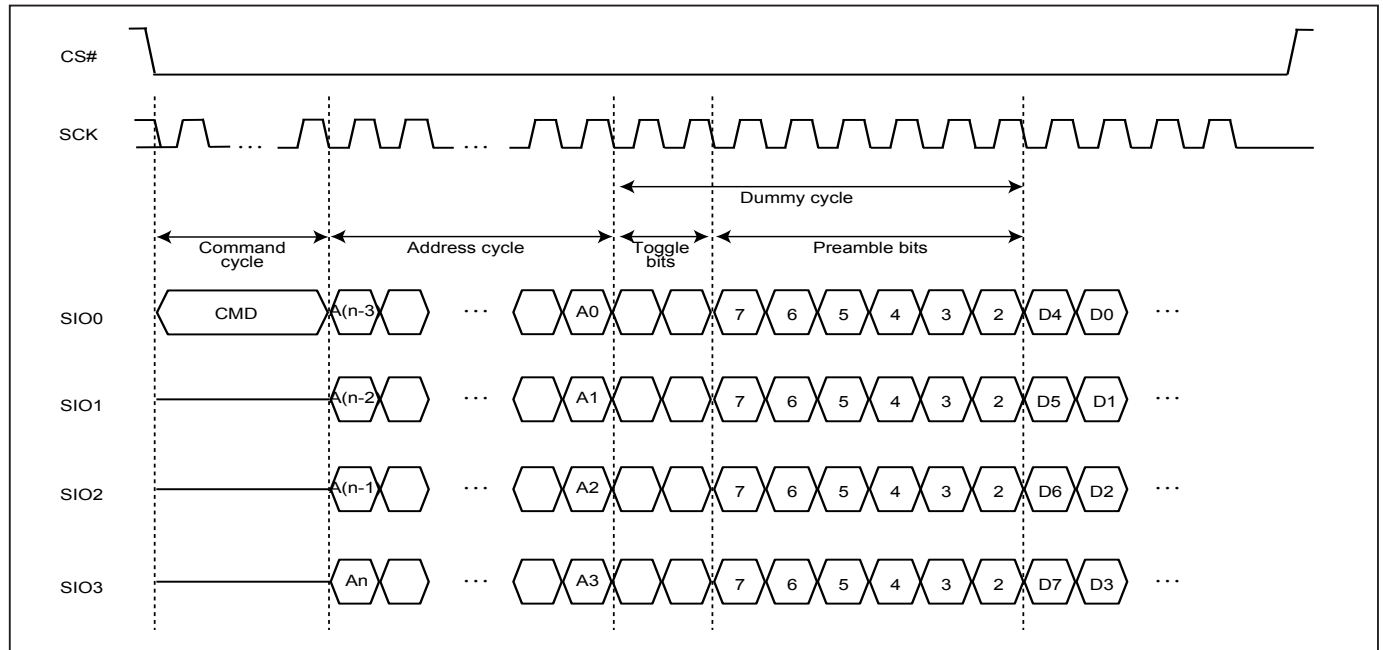 CS#
SCK
...
...
Dummy cycle
Command cycle
Address cycle
Toggle bits
Preamble bits
SIO0
CMD
A(n-3)
...
A0
7 6 5 4 3 2 D4 D0 ...
SIO1
A(n-2)
...
A1
7 6 5 4 3 2 D5 D1 ...
SIO2
A(n-1)
...
A2
7 6 5 4 3 2 D6 D2 ...
SIO3
An
...
A3
7 6 5 4 3 2 D7 D3 ...